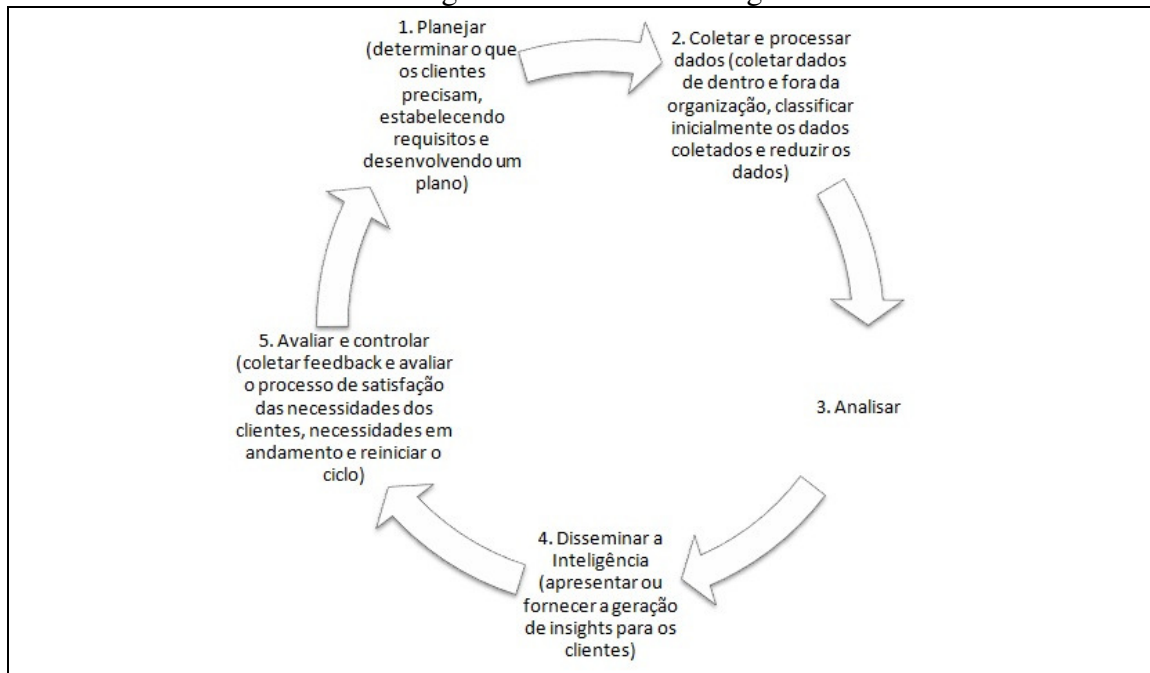 1. Planejar
(determinar o que
os clientes
precisam,
estabelecendo
requisitos e
desenvolvendo um
plano)
2. Coletar e processar
dados (coletar dados
de dentro e fora da
organização, classificar
inicialmente os dados
coletados e reduzir os
dados)
3. Analisar
4. Disseminar a
Inteligência
(apresentar ou
fornecer a geração
de insights para os
clientes)
5. Avaliar e controlar
(coletar feedback e avaliar
o processo de satisfação
das necessidades dos
clientes, necessidades em
andamento e reiniciar o
ciclo)